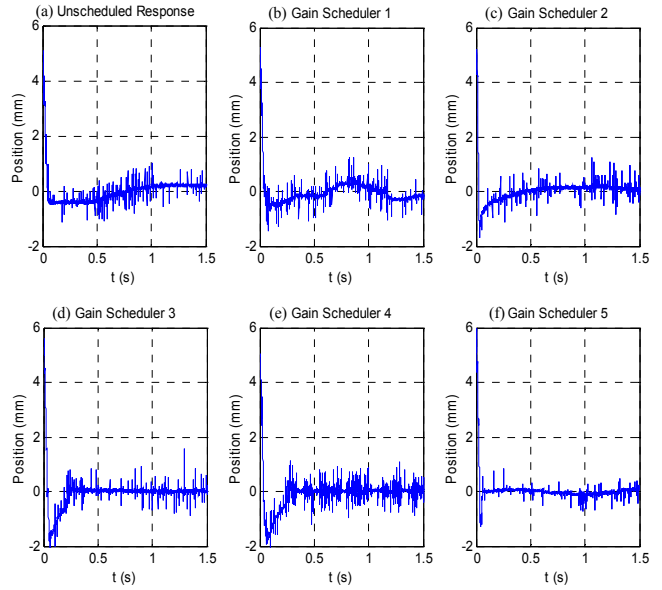 (a) Unscheduled Response
(b) Gain Scheduler 1
(c) Gain Scheduler 2
6
4
2
0
-2
Position (mm)
0 0.5 1 1.5
t (s)
6
4
2
0
-2
Position (mm)
0 0.5 1 1.5
t (s)
6
4
2
0
-2
Position (mm)
0 0.5 1 1.5
t (s)
(d) Gain Scheduler 3
(e) Gain Scheduler 4
(f) Gain Scheduler 5
6
4
2
0
-2
Position (mm)
0 0.5 1 1.5
t (s)
6
4
2
0
-2
Position (mm)
0 0.5 1 1.5
t (s)
6
4
2
0
-2
Position (mm)
0 0.5 1 1.5
t (s)